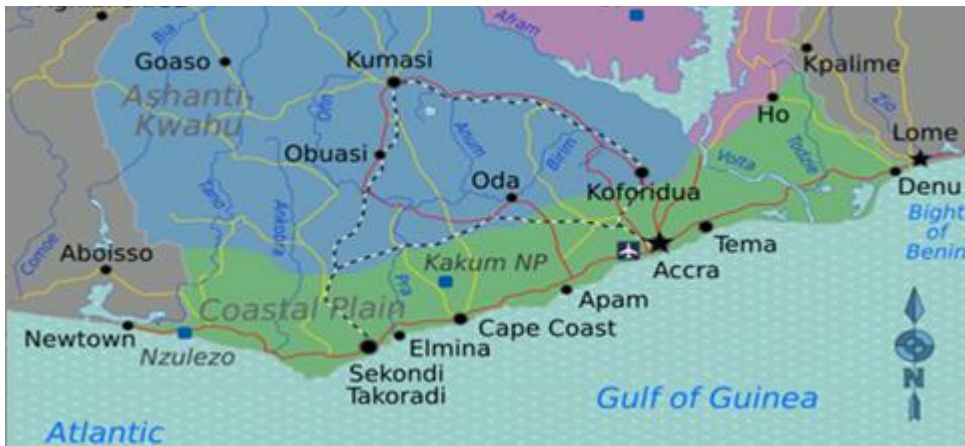 Goaso
Kumasi
Bia
Afram
Kpalime
Ashanti-
Kwahu
Ofin
Ho
Zio
Lome
Obuasi
Anum
Birim
Oda
Koforidua
Volta
Todzie
Denu
Tano
Ankobra
Comoe
Aboisso
Pra
Kakum NP
Tema
Accra
Bight
of
Benin
Coastal Plain
Apam
Newtown
Nzulezo
Cape Coast
Elmina
Sekondi
Takoradi
N
Gulf of Guinea
Atlantic